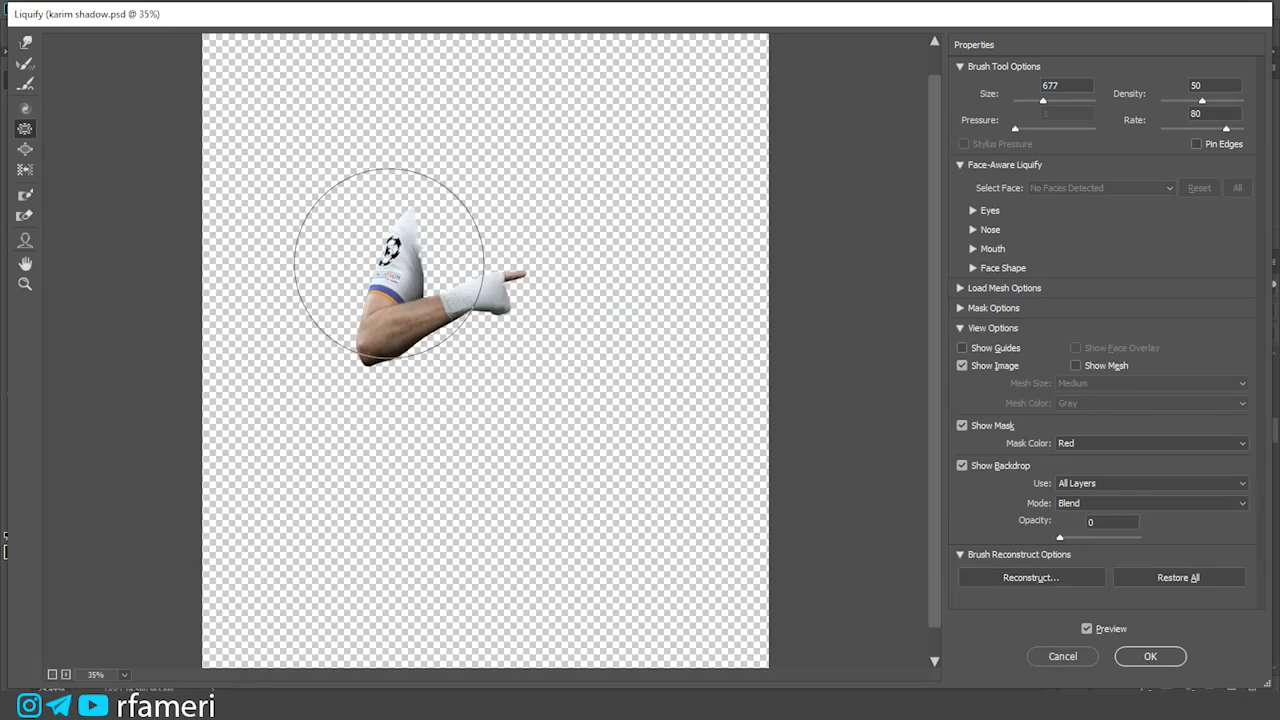 Liquify (karim shadow.psd @ 35%)
Properties
Brush Tool Options
Size: 677 Density: 50
Pressure: 1 Rate: 80
Stylus Pressure Pin Edges
Face-Aware Liquify
Select Face: No Faces Detected Reset All
Eyes
Nose
Mouth
Face Shape
Load Mesh Options
Mask Options
View Options
Show Guides Show Face Overlay
Show Image Show Mesh
Mesh Size: Medium
Mesh Color: Gray
Show Mask
Mask Color: Red
Show Backdrop
Use: All Layers
Mode: Blend
Opacity: 0
Brush Reconstruct Options
Reconstruct... Restore All
Preview
Cancel OK
35%
rfameri